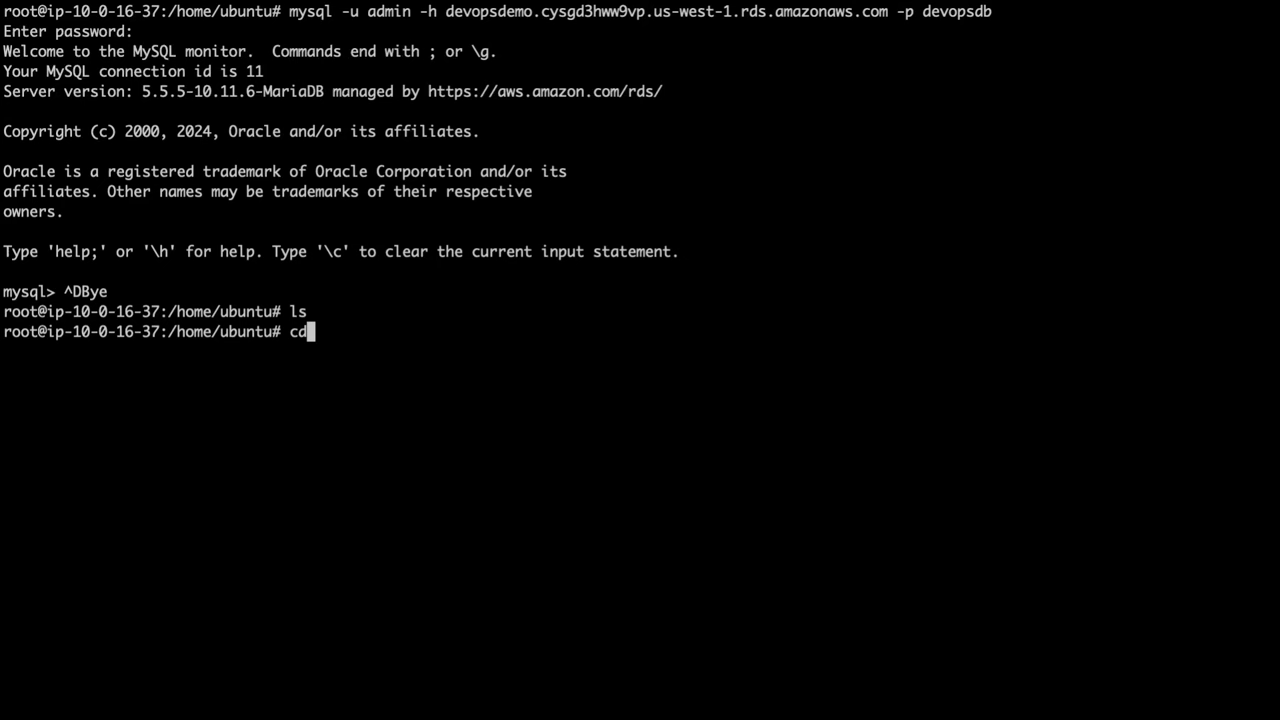 root@ip-10-0-16-37:/home/ubuntu# mysql -u admin -h devopsdemo.cysgd3hww9vp.us-west-1.rds.amazonaws.com -p devopsdb
Enter password:
Welcome to the MySQL monitor.  Commands end with ; or \g.
Your MySQL connection id is 11
Server version: 5.5.5-10.11.6-MariaDB managed by https://aws.amazon.com/rds/
Copyright (c) 2000, 2024, Oracle and/or its affiliates.
Oracle is a registered trademark of Oracle Corporation and/or its
affiliates. Other names may be trademarks of their respective
owners.
Type 'help;' or '\h' for help. Type '\c' to clear the current input statement.
mysql> ^DBye
root@ip-10-0-16-37:/home/ubuntu# ls
root@ip-10-0-16-37:/home/ubuntu# cd